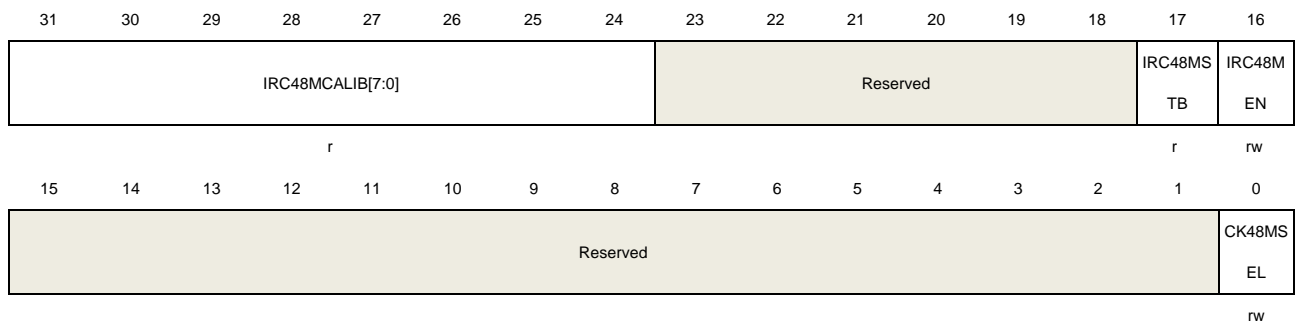 31 30 29 28 27 26 25 24 23 22 21 20 19 18 17 16
IRC48MCALIB[7:0] Reserved IRC48MS IRC48M
TB EN
r r rw
15 14 13 12 11 10 9 8 7 6 5 4 3 2 1 0
Reserved CK48MS
EL
rw